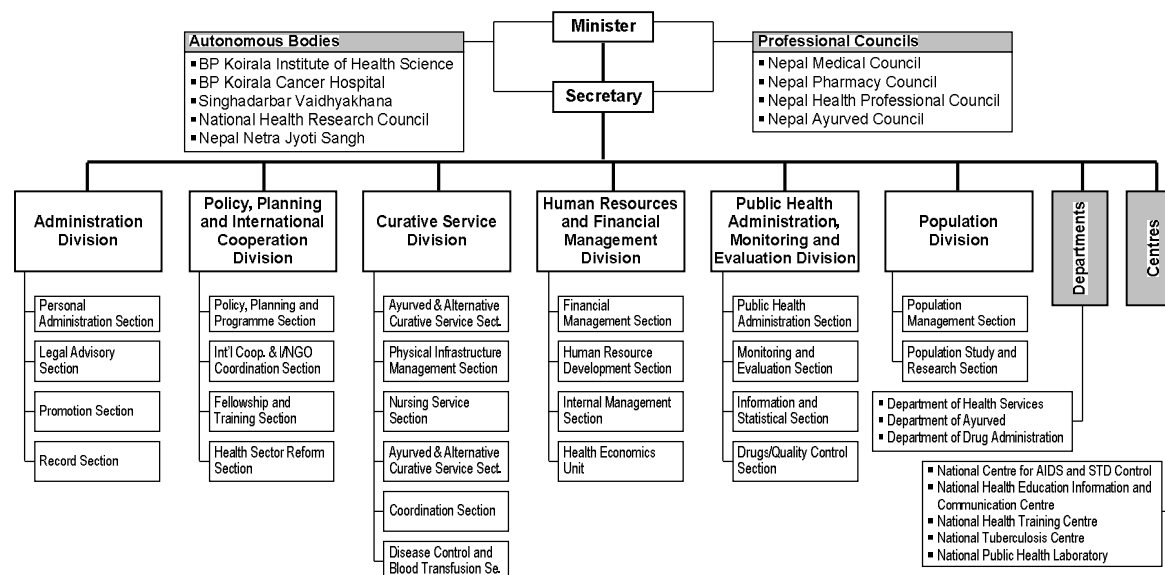 Minister
Secretary
Autonomous Bodies
▪ BP Koirala Institute of Health Science
▪ BP Koirala Cancer Hospital
▪ Singhadarbar Vaidhyakhana
▪ National Health Research Council
▪ Nepal Netra Jyoti Sangh
Professional Councils
▪ Nepal Medical Council
▪ Nepal Pharmacy Council
▪ Nepal Health Professional Council
▪ Nepal Ayurved Council
Administration
Division
Personal
Administration Section
Legal Advisory
Section
Promotion Section
Record Section
Policy, Planning
and International
Cooperation
Division
Policy, Planning and
Programme Section
Int'l Coop. & I/NGO
Coordination Section
Fellowship and
Training Section
Health Sector Reform
Section
Curative Service
Division
Ayurved & Alternative
Curative Service Sect.
Physical Infrastructure
Management Section
Nursing Service
Section
Ayurved & Alternative
Curative Service Sect.
Coordination Section
Disease Control and
Blood Transfusion Se.
Human Resources
and Financial
Management
Division
Financial
Management Section
Human Resource
Development Section
Internal Management
Section
Health Economics
Unit
Public Health
Administration,
Monitoring and
Evaluation Division
Public Health
Administration Section
Monitoring and
Evaluation Section
Information and
Statistical Section
Drugs/Quality Control
Section
Population
Division
Population
Management Section
Population Study and
Research Section
Departments
▪ Department of Health Services
▪ Department of Ayurved
▪ Department of Drug Administration
Centres
▪ National Centre for AIDS and STD Control
▪ National Health Education Information and
Communication Centre
▪ National Health Training Centre
▪ National Tuberculosis Centre
▪ National Public Health Laboratory